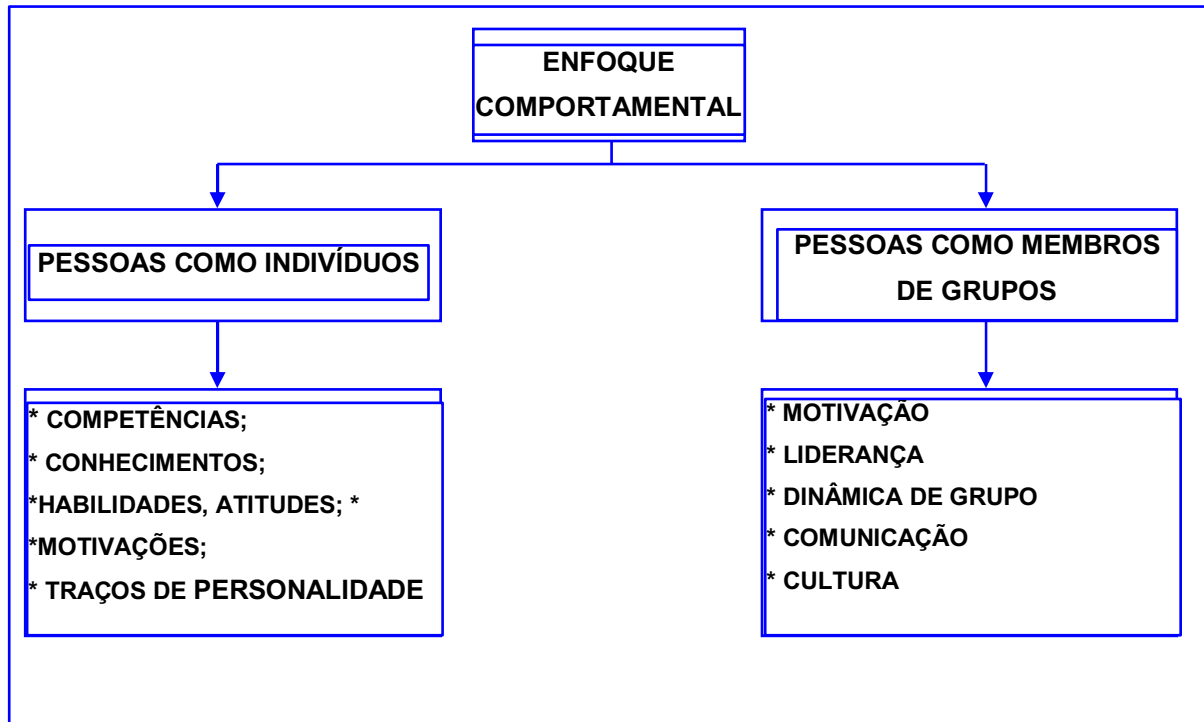 ENFOQUE
COMPORTAMENTAL
PESSOAS COMO INDIVÍDUOS
PESSOAS COMO MEMBROS
DE GRUPOS
* COMPETÊNCIAS;
* CONHECIMENTOS;
*HABILIDADES, ATITUDES; *
*MOTIVAÇÕES;
* TRAÇOS DE PERSONALIDADE
* MOTIVAÇÃO
* LIDERANÇA
* DINÂMICA DE GRUPO
* COMUNICAÇÃO
* CULTURA